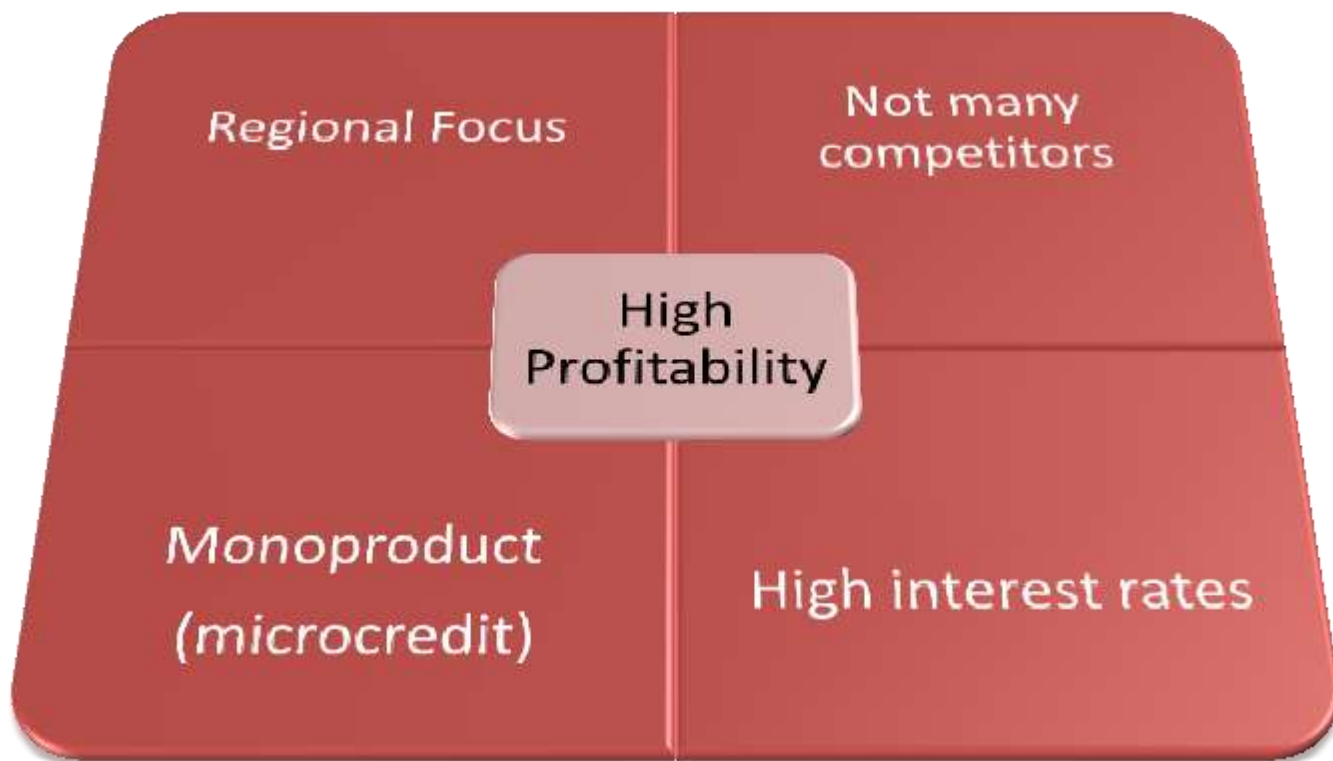 Regional Focus
Not many
competitors
High
Profitability
Monoproduct
(microcredit)
High interest rates